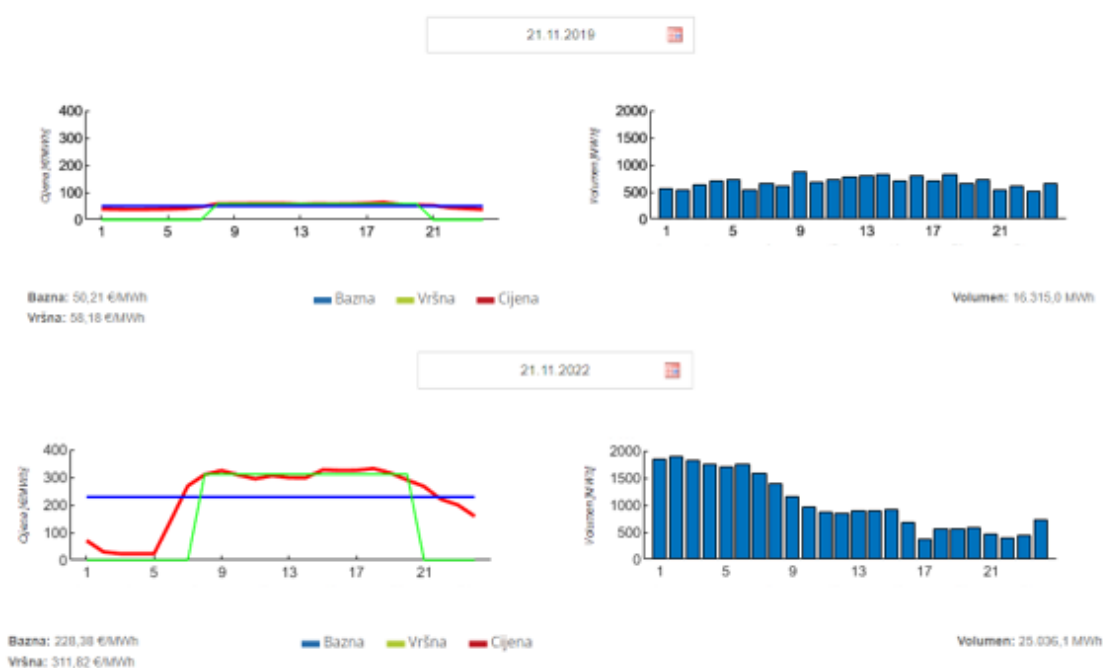 21.11.2019
400
300
200
100
0
Cijena [€/MWh]
1 5 9 13 17 21
2000
1500
1000
500
0
Volumen [MWh]
1 5 9 13 17 21
Bazna: 50,21 €/MWh
Vršna: 58,18 €/MWh
Bazna Vršna Cijena
Volumen: 16.315,0 MWh
21.11.2022
400
300
200
100
0
Cijena [€/MWh]
1 5 9 13 17 21
2000
1500
1000
500
0
Volumen [MWh]
1 5 9 13 17 21
Bazna: 228,38 €/MWh
Vršna: 311,82 €/MWh
Bazna Vršna Cijena
Volumen: 25.036,1 MWh